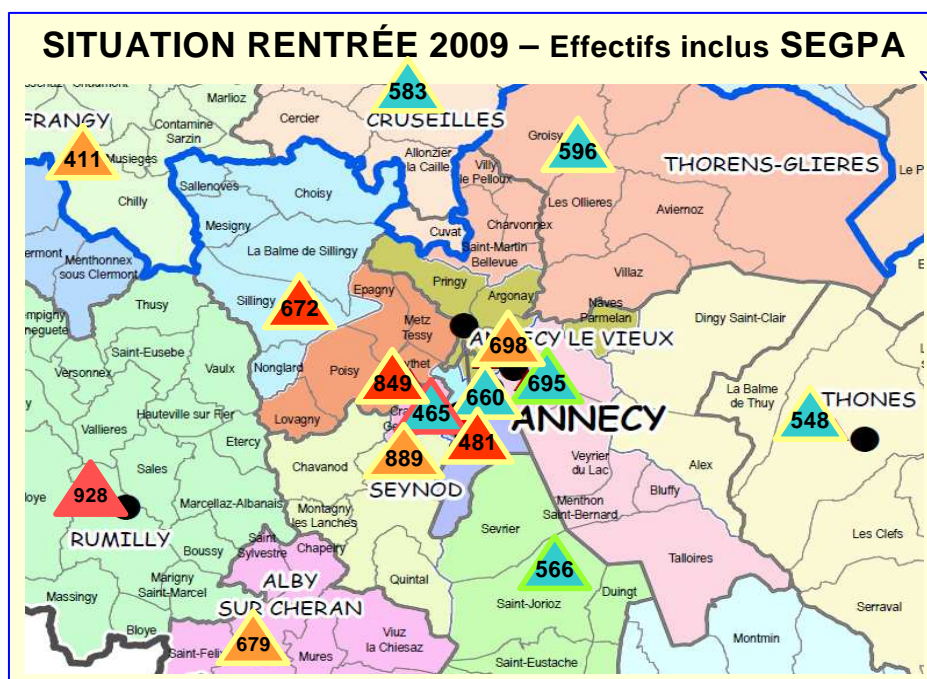 SITUATION RENTRÉE 2009 – Effectifs inclus SEGPA
Marlioz
583
FRANGY
Cercier
CRUSEILLES
Contamine
Sarzin
Groisy
411
Musieges
Allonzier
la Caille
596
THORENS-GLIERES
Villy
le Pelloux
Sallenoves
Choisy
Chilly
Les Ollieres
Aviernoz
Mesigny
Cuvat
Charvonnex
La Balme de Sillingy
Saint-Martin
Bellevue
Menthonnex
sous Clermont
Villaz
Pringy
Epagny
Argonay
Thusy
Sillingy
672
Naves
Parmelan
Dingy Saint-Clair
Metz
Tessy
698
LE VIEUX
Saint-Eusebe
Versonnex
Vaulx
Nonglard
Poisy
849
660
695
La Balme
de Thuy
THONES
548
465
Hauteville sur Fier
Lovagny
ANNECY
Vallieres
Etercy
481
889
Veyrier
du Lac
Alex
Sales
Chavanod
SEYNOD
Bluffy
928
Menthon
Saint-Bernard
Marcellaz-Albanais
Montagny
les Lanches
Sevrier
RUMILLY
Les Clefs
Boussy
Saint
Sylvestre
Chapeiry
Talloires
566
ALBY
SUR CHERAN
Quintal
Marigny
Saint-Marcel
Massingy
Saint-Jorioz
Duingt
Serraval
Bloye
679
Mures
Viuz
la Chiesaz
Montmin
Saint-Eustache